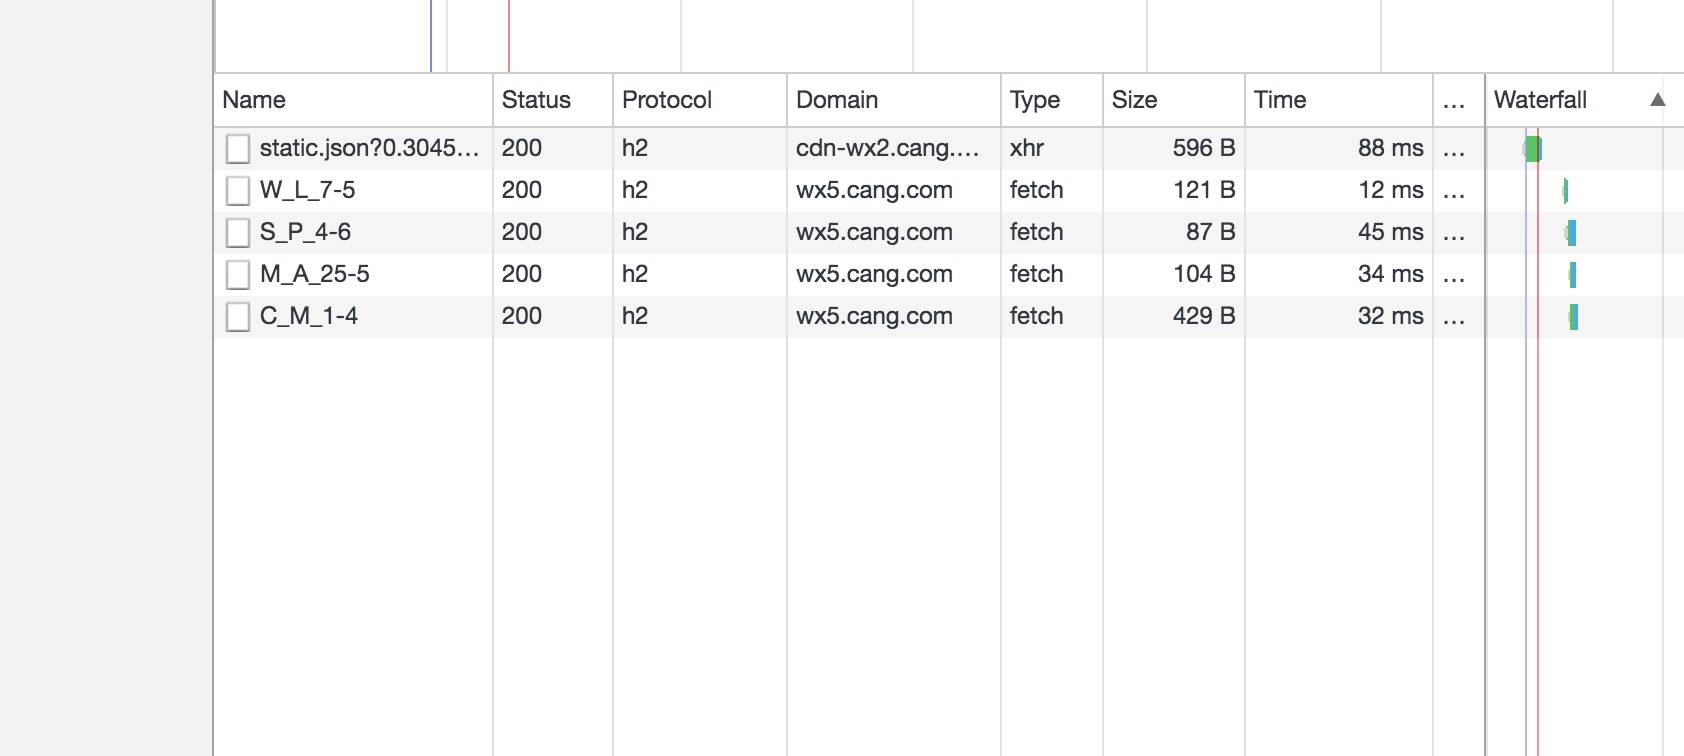 Name Status Protocol Domain Type Size Time ... Waterfall ▲
static.json?0.3045... 200 h2 cdn-wx2.cang.... xhr 596 B 88 ms ...
W_L_7-5 200 h2 wx5.cang.com fetch 121 B 12 ms ...
S_P_4-6 200 h2 wx5.cang.com fetch 87 B 45 ms ...
M_A_25-5 200 h2 wx5.cang.com fetch 104 B 34 ms ...
C_M_1-4 200 h2 wx5.cang.com fetch 429 B 32 ms ...